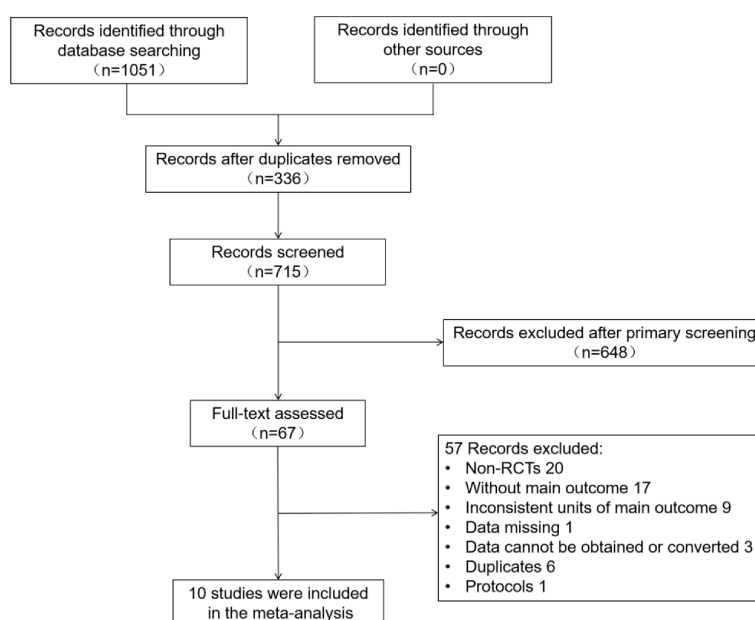 Records identified through
database searching
（n=1051）
Records identified through
other sources
（n=0）
Records after duplicates removed
（n=336）
Records screened
（n=715）
Records excluded after primary screening
（n=648）
Full-text assessed
（n=67）
57 Records excluded:
• Non-RCTs 20
• Without main outcome 17
• Inconsistent units of main outcome 9
• Data missing 1
• Data cannot be obtained or converted 3
• Duplicates 6
• Protocols 1
10 studies were included
in the meta-analysis